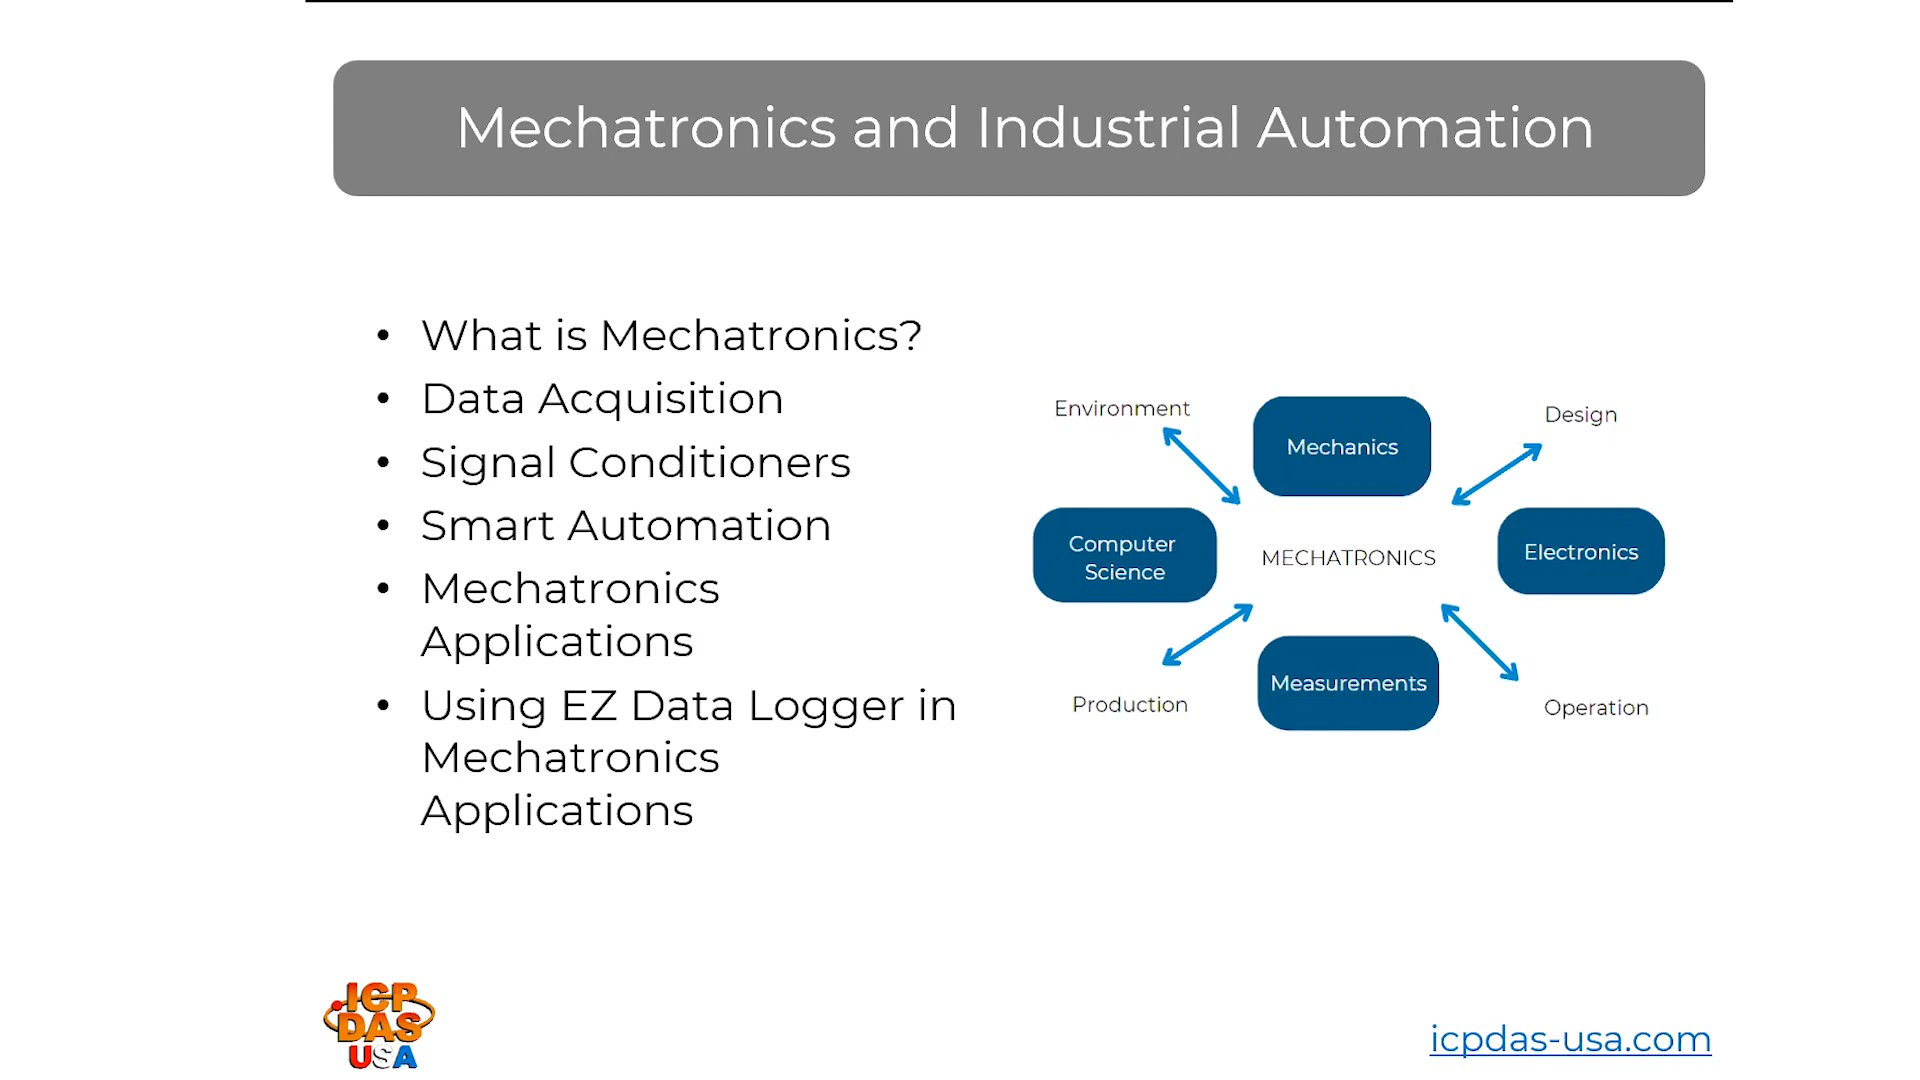 Mechatronics and Industrial Automation
• What is Mechatronics?
• Data Acquisition
• Signal Conditioners
• Smart Automation
• Mechatronics
Applications
• Using EZ Data Logger in
Mechatronics
Applications
Environment
Mechanics
Design
Computer
Science
MECHATRONICS
Electronics
Production
Measurements
Operation
ICP
DAS
USA
icpdas-usa.com